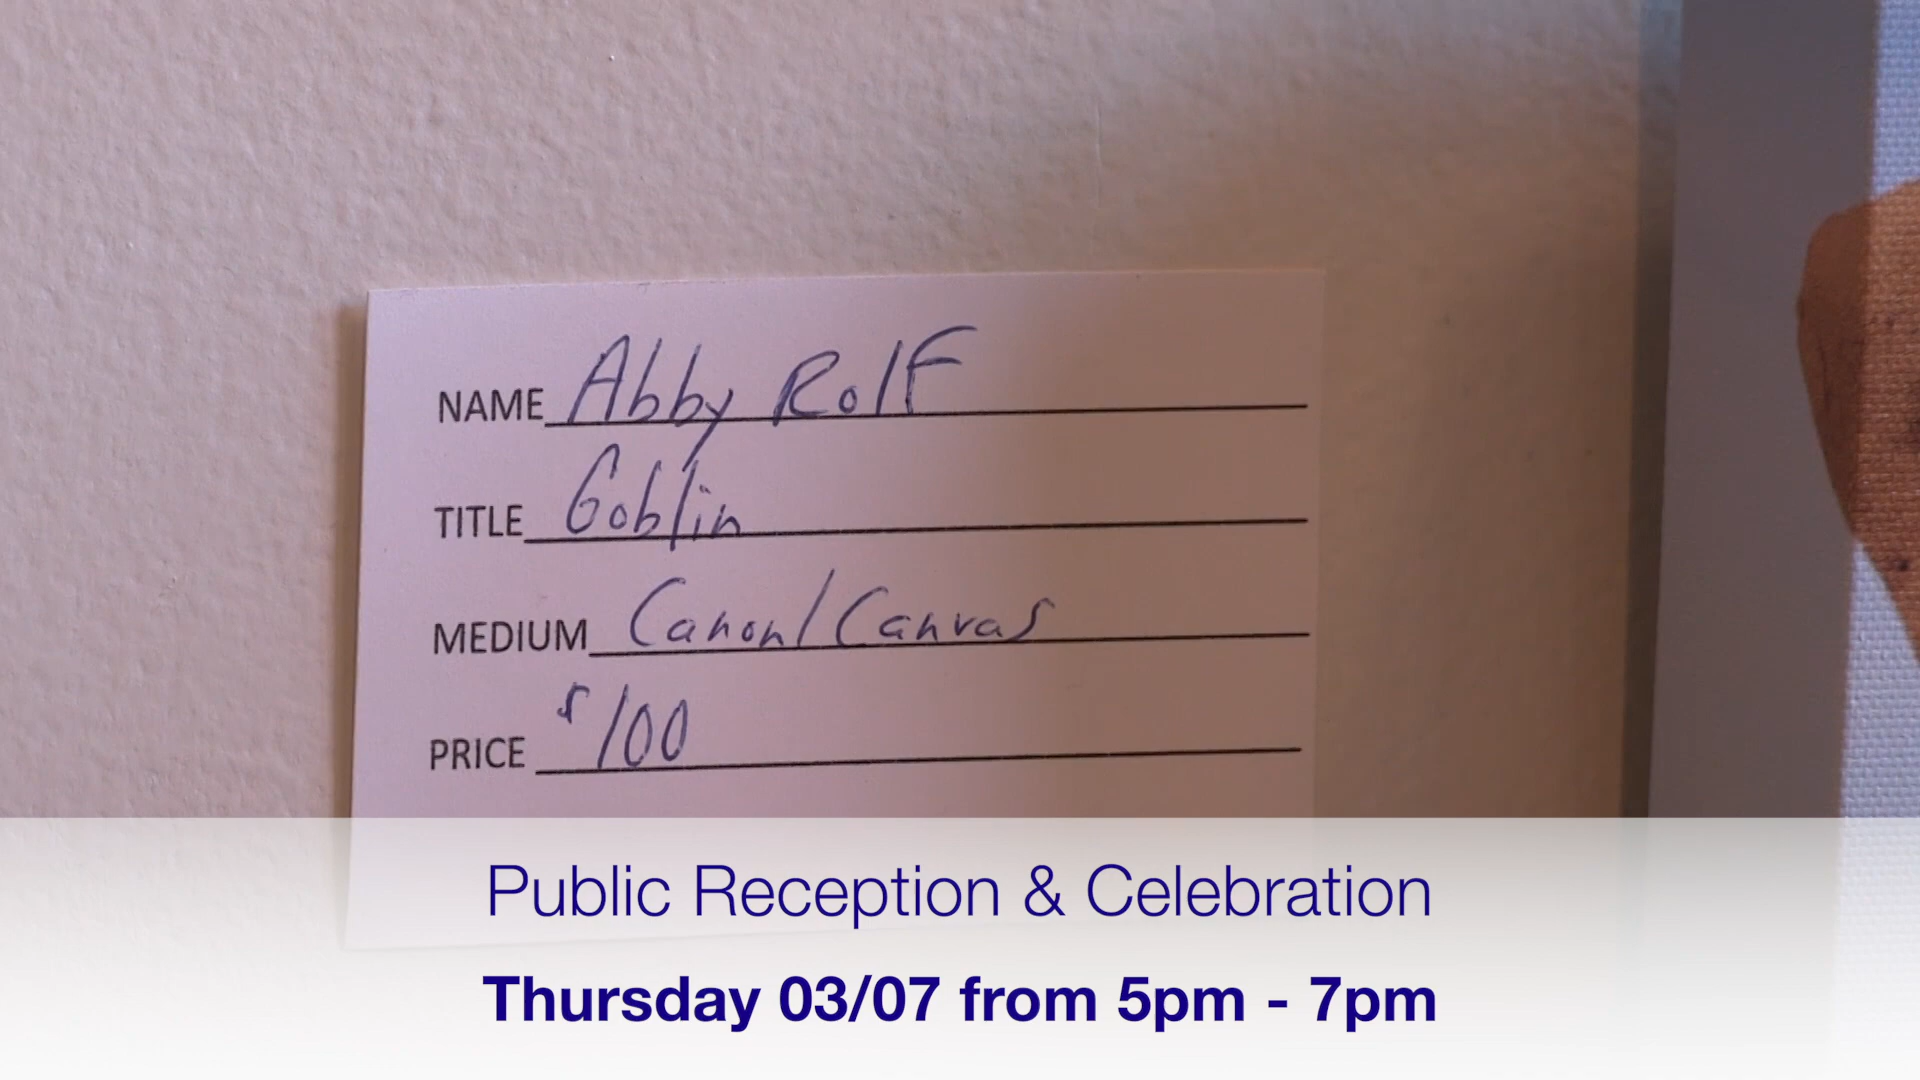 NAME Abby Rolf
TITLE Goblin
MEDIUM Canon/Canvas
PRICE $100
Public Reception & Celebration
Thursday 03/07 from 5pm - 7pm